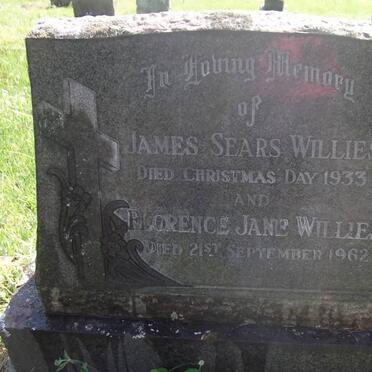 In Loving Memory
of
JAMES SEARS WILLIES
DIED CHRISTMAS DAY 1933
AND
FLORENCE JANE WILLIES
DIED 21ST SEPTEMBER 1962